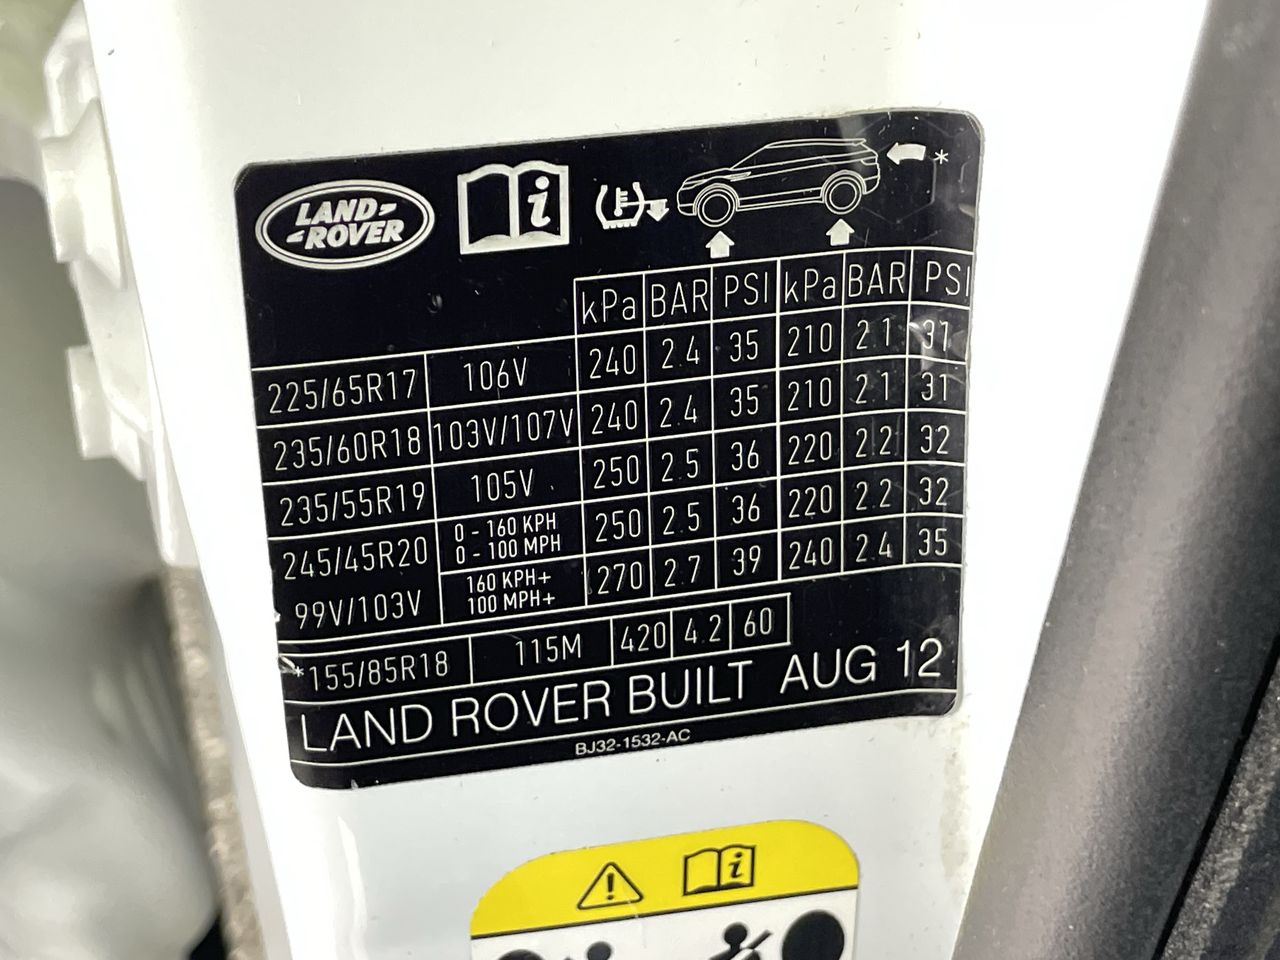 LAND ROVER
kPa BAR PSI kPa BAR PSI
225/65R17 106V 240 2.4 35 210 2.1 31
235/60R18 103V/107V 240 2.4 35 210 2.1 31
235/55R19 105V 250 2.5 36 220 2.2 32
245/45R20 0 - 160 KPH 250 2.5 36 220 2.2 32
0 - 100 MPH
99V/103V 160 KPH+ 270 2.7 39 240 2.4 35
100 MPH+
*155/85R18 115M 420 4.2 60
LAND ROVER BUILT AUG 12
BJ32-1532-AC